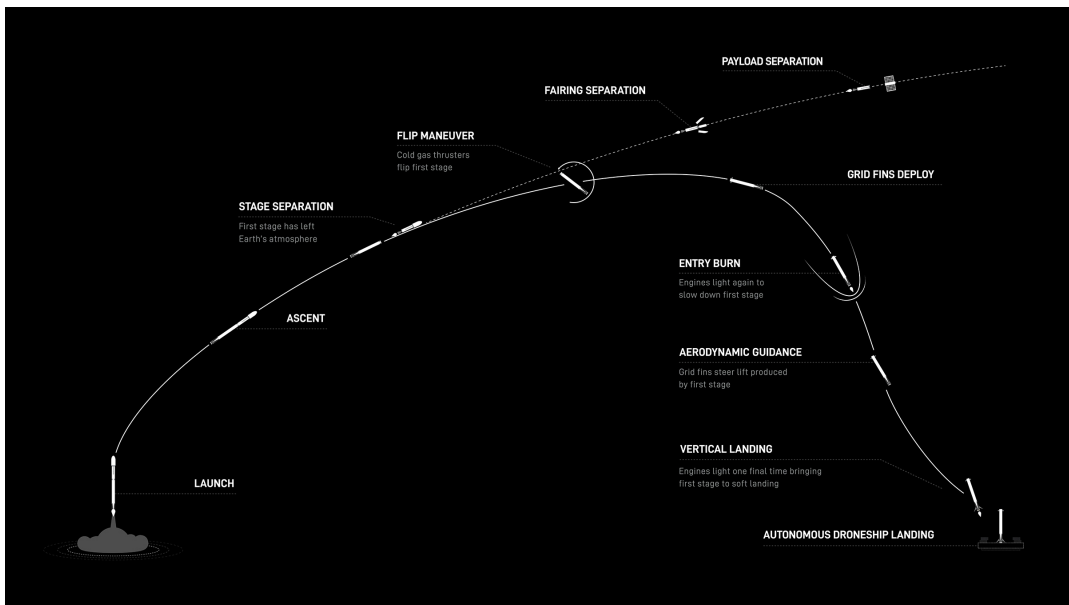 PAYLOAD SEPARATION
FAIRING SEPARATION
FLIP MANEUVER
Cold gas thrusters
flip first stage
GRID FINS DEPLOY
STAGE SEPARATION
First stage has left
Earth's atmosphere
ENTRY BURN
Engines light again to
slow down first stage
ASCENT
AERODYNAMIC GUIDANCE
Grid fins steer lift produced
by first stage
VERTICAL LANDING
Engines light one final time bringing
first stage to soft landing
LAUNCH
AUTONOMOUS DRONESHIP LANDING